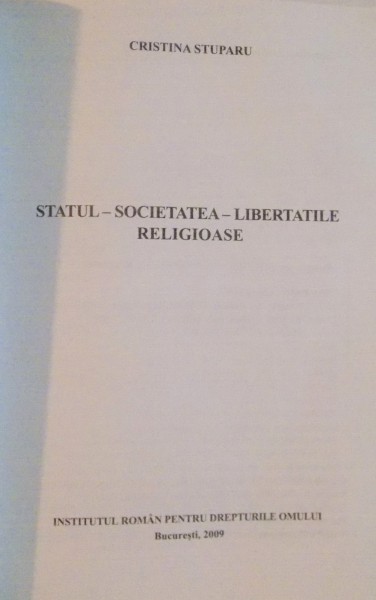 CRISTINA STUPARU
STATUL – SOCIETATEA – LIBERTATILE
RELIGIOASE
INSTITUTUL ROMÂN PENTRU DREPTURILE OMULUI
București, 2009